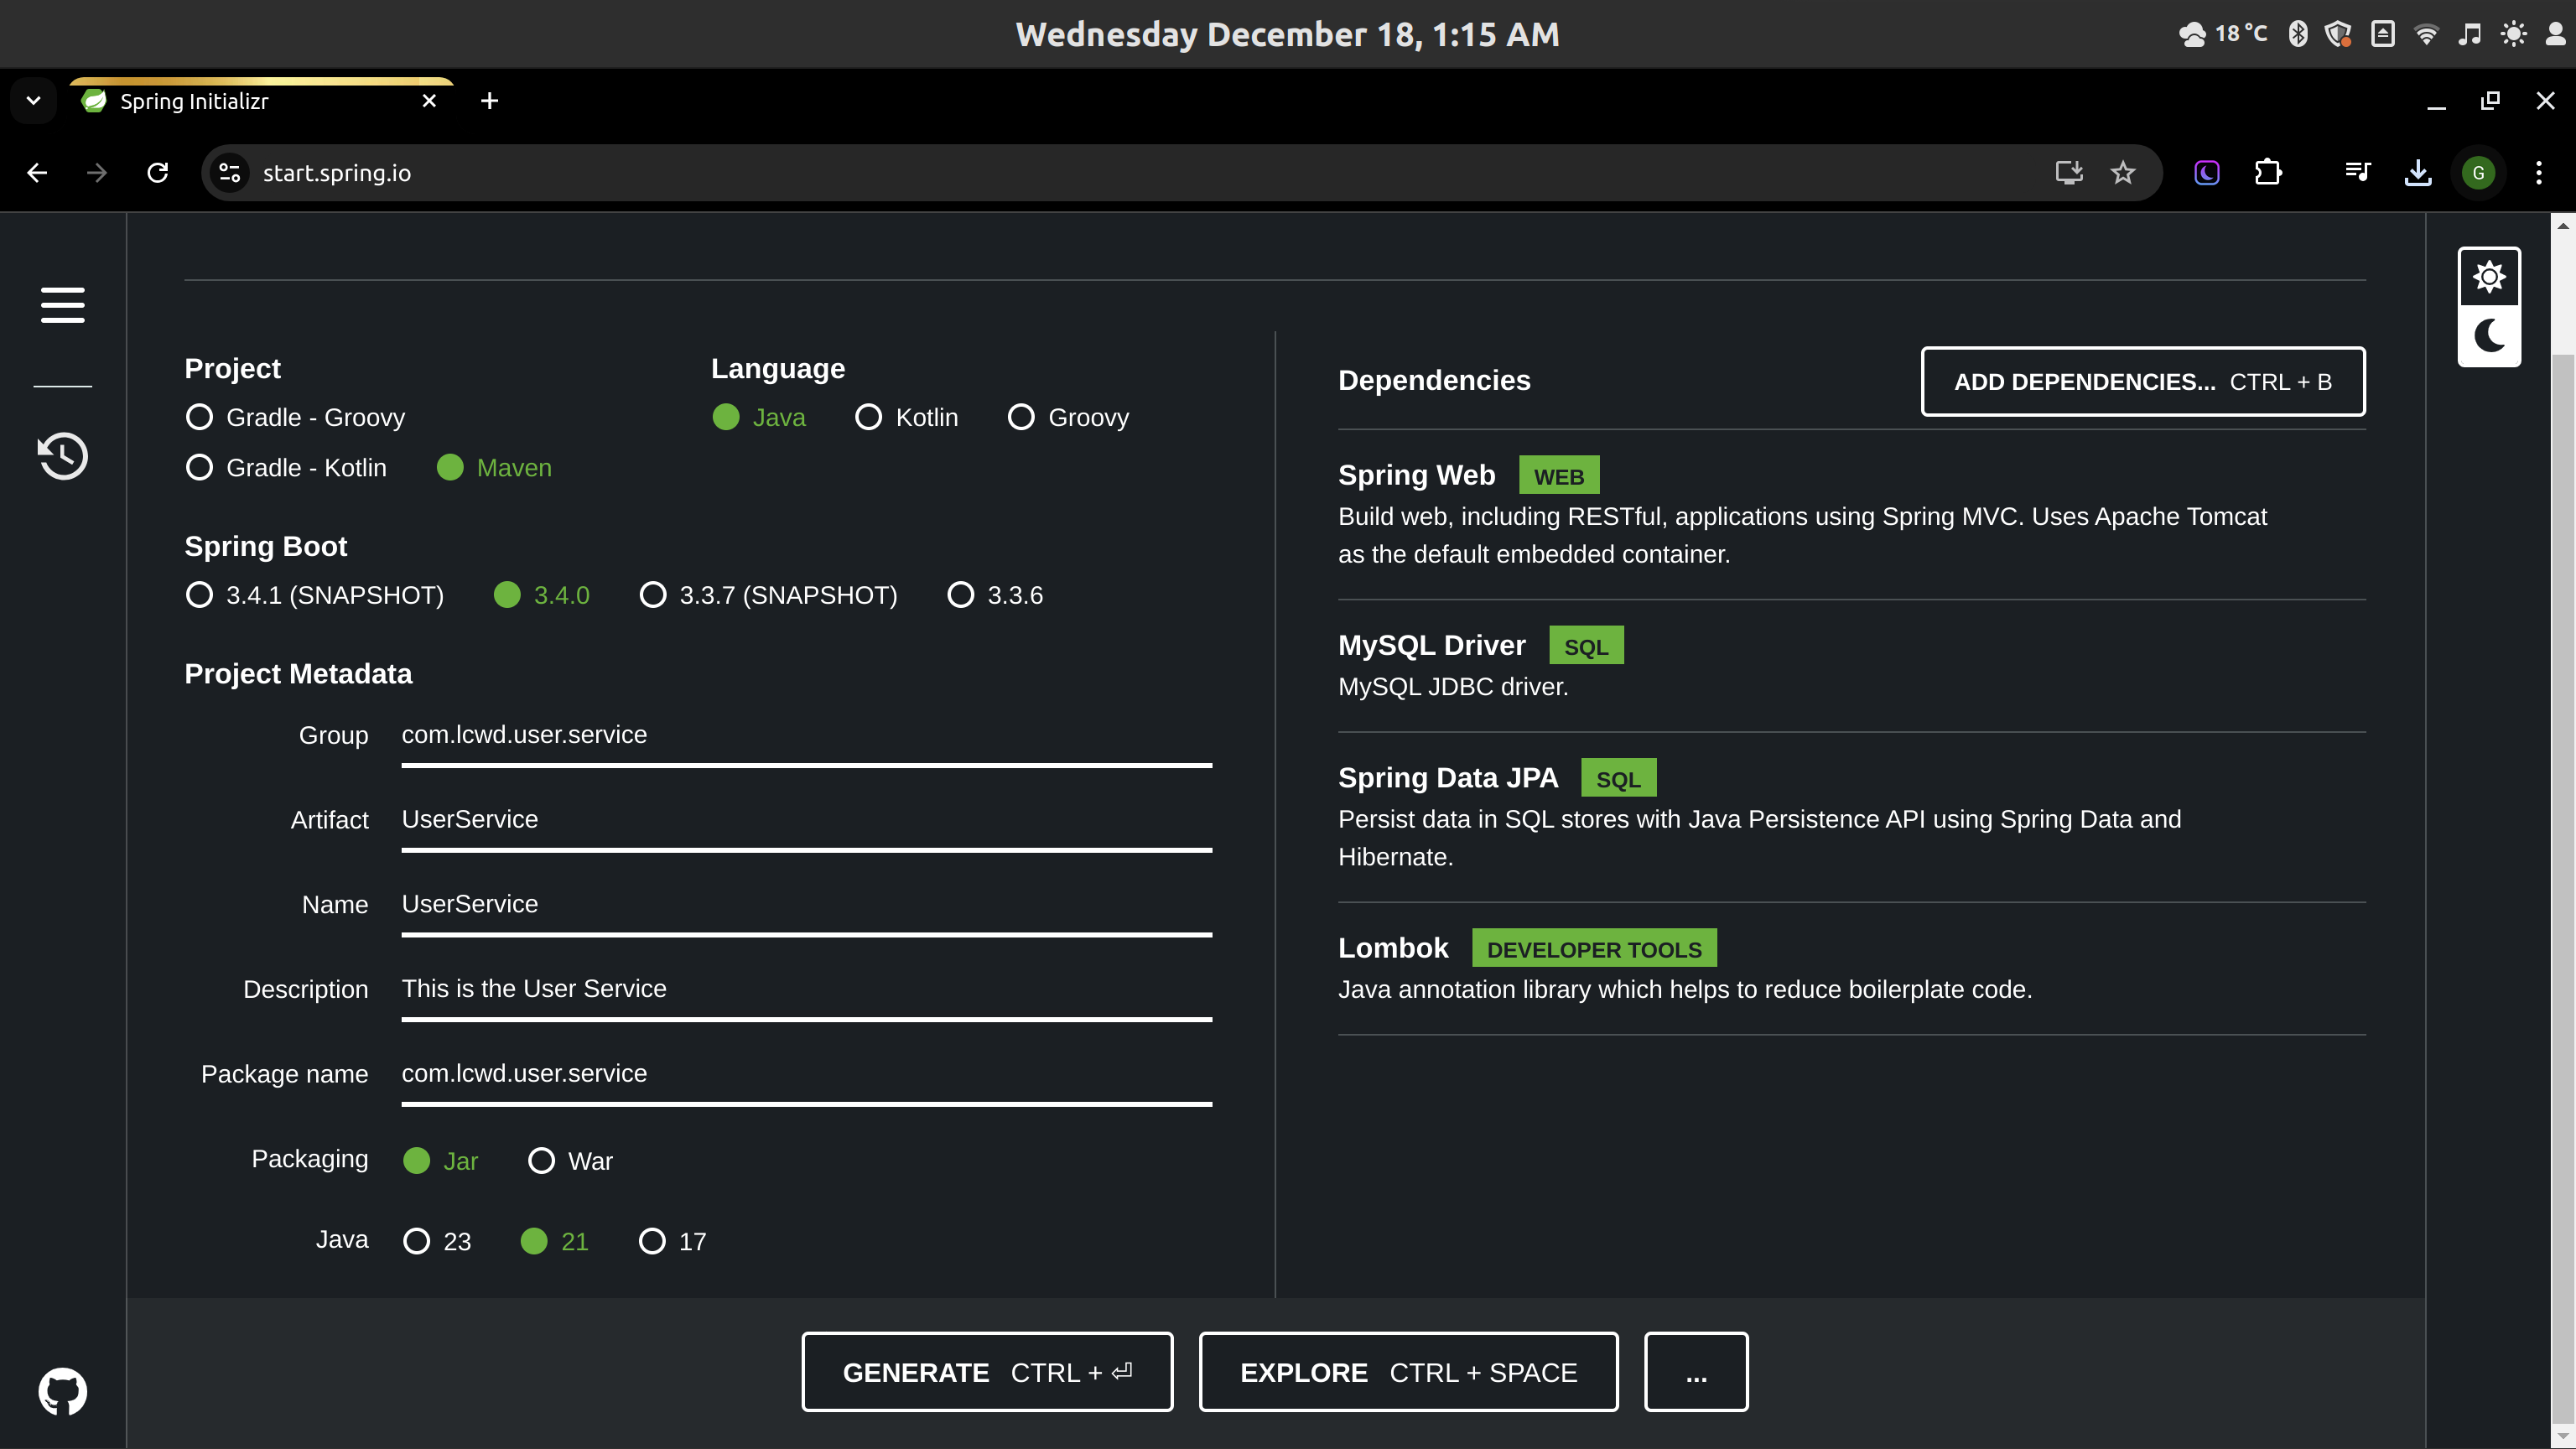 Wednesday December 18, 1:15 AM
18 °C
Spring Initializr
start.spring.io
G
Project
Gradle - Groovy
Gradle - Kotlin
Maven
Language
Java Kotlin Groovy
Spring Boot
3.4.1 (SNAPSHOT) 3.4.0 3.3.7 (SNAPSHOT) 3.3.6
Project Metadata
Group com.lcwd.user.service
Artifact UserService
Name UserService
Description This is the User Service
Package name com.lcwd.user.service
Packaging Jar War
Java 23 21 17
Dependencies
ADD DEPENDENCIES... CTRL + B
Spring Web WEB
Build web, including RESTful, applications using Spring MVC. Uses Apache Tomcat
as the default embedded container.
MySQL Driver SQL
MySQL JDBC driver.
Spring Data JPA SQL
Persist data in SQL stores with Java Persistence API using Spring Data and
Hibernate.
Lombok DEVELOPER TOOLS
Java annotation library which helps to reduce boilerplate code.
GENERATE CTRL + ⏎
EXPLORE CTRL + SPACE
...